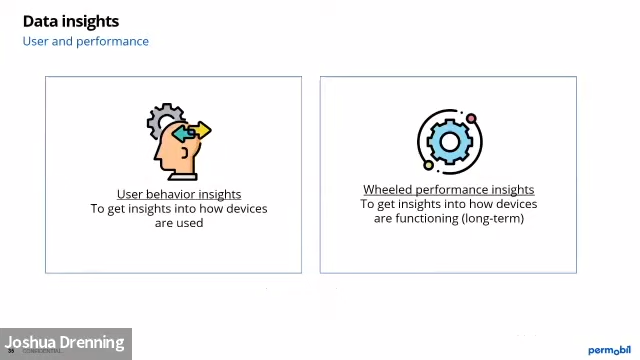 Data insights
User and performance
User behavior insights
To get insights into how devices
are used
Wheeled performance insights
To get insights into how devices
are functioning (long-term)
Joshua Drenning
permobil